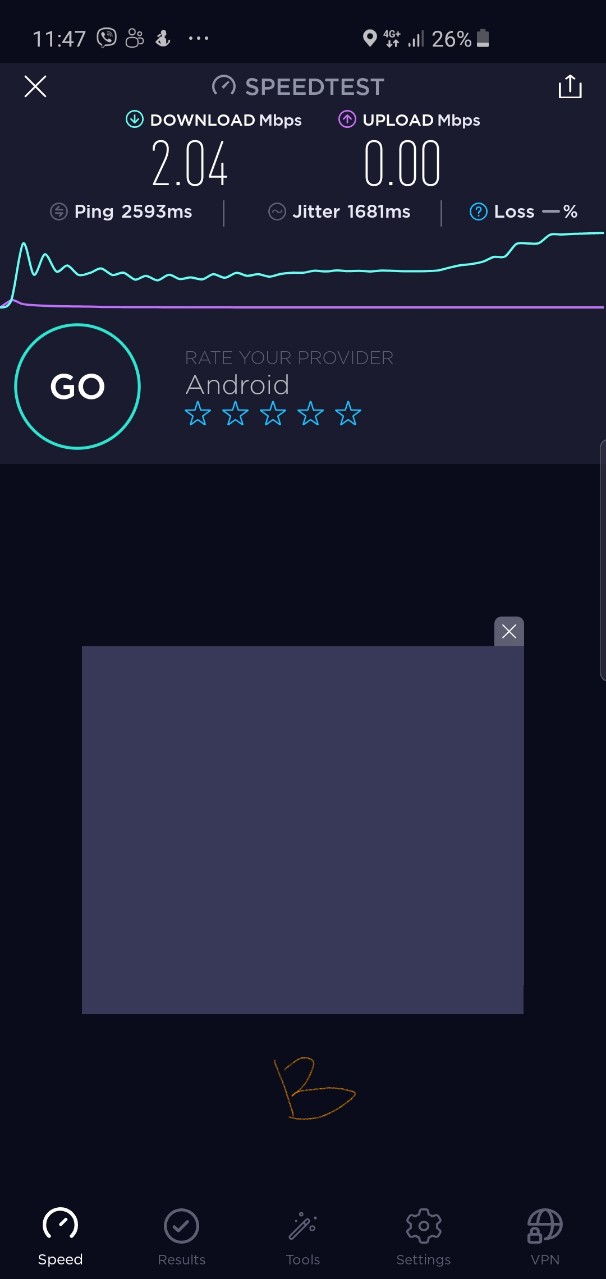 11:47 4G+ 26%
SPEEDTEST
DOWNLOAD Mbps UPLOAD Mbps
2.04 0.00
Ping 2593ms Jitter 1681ms Loss —%
GO
RATE YOUR PROVIDER
Android
B
Speed Results Tools Settings VPN